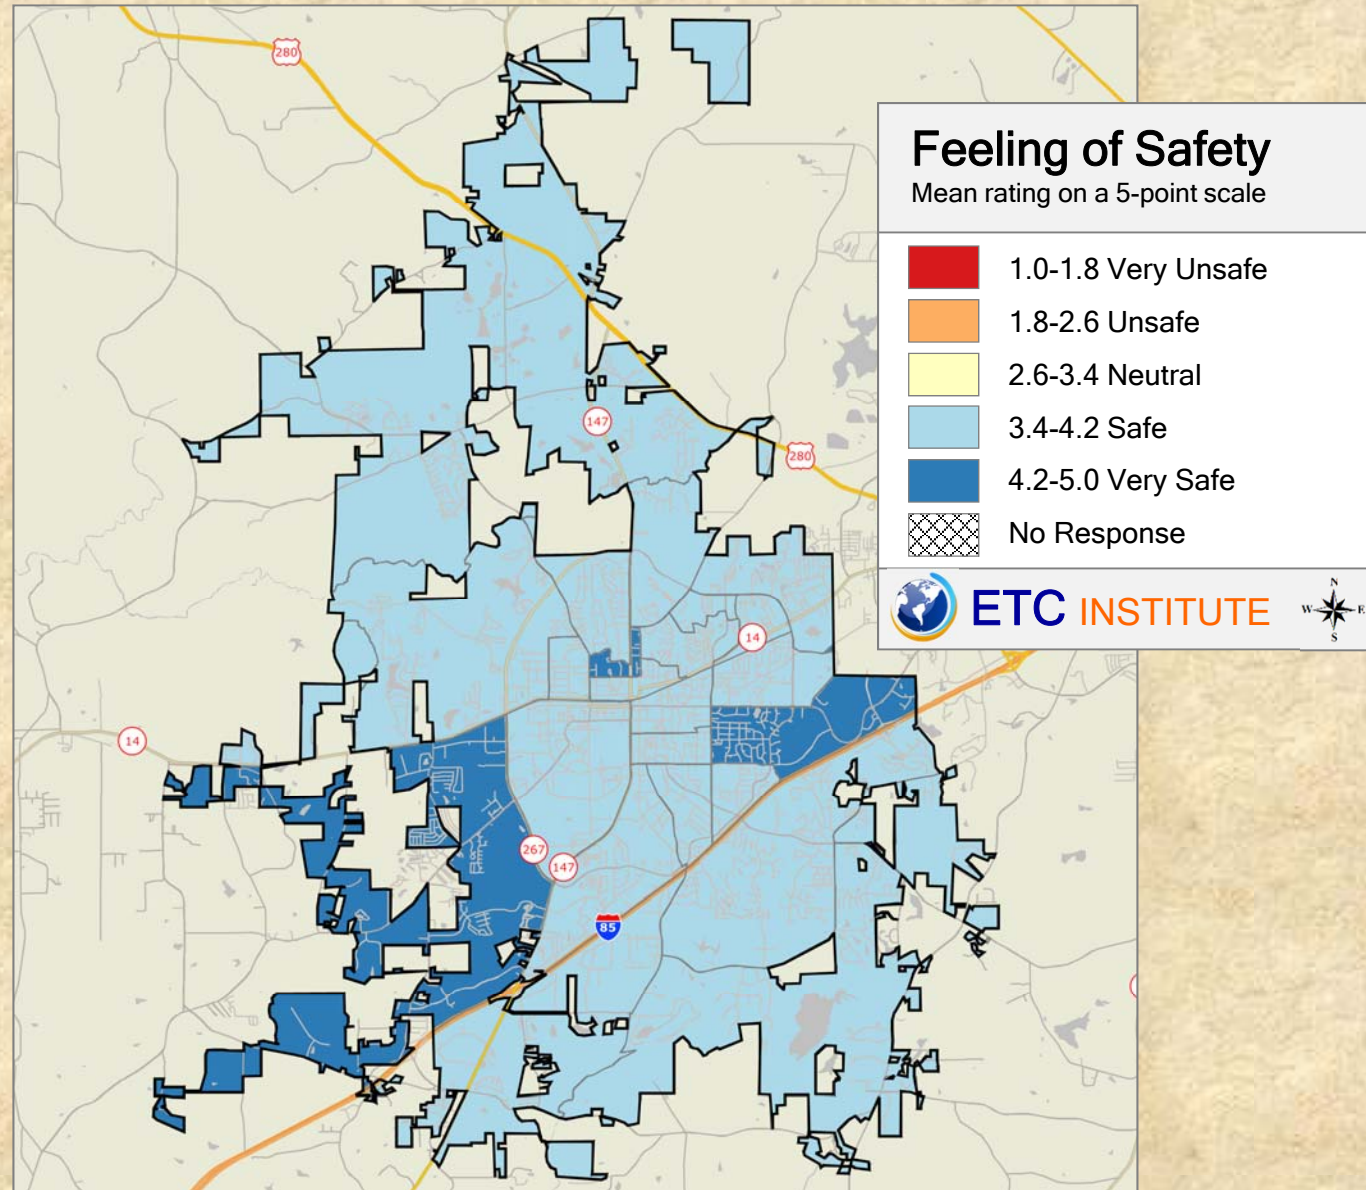 280
Feeling of Safety
Mean rating on a 5-point scale
1.0-1.8 Very Unsafe
1.8-2.6 Unsafe
2.6-3.4 Neutral
3.4-4.2 Safe
4.2-5.0 Very Safe
No Response
ETC INSTITUTE
N
W E
S
147
280
14
14
267
147
85